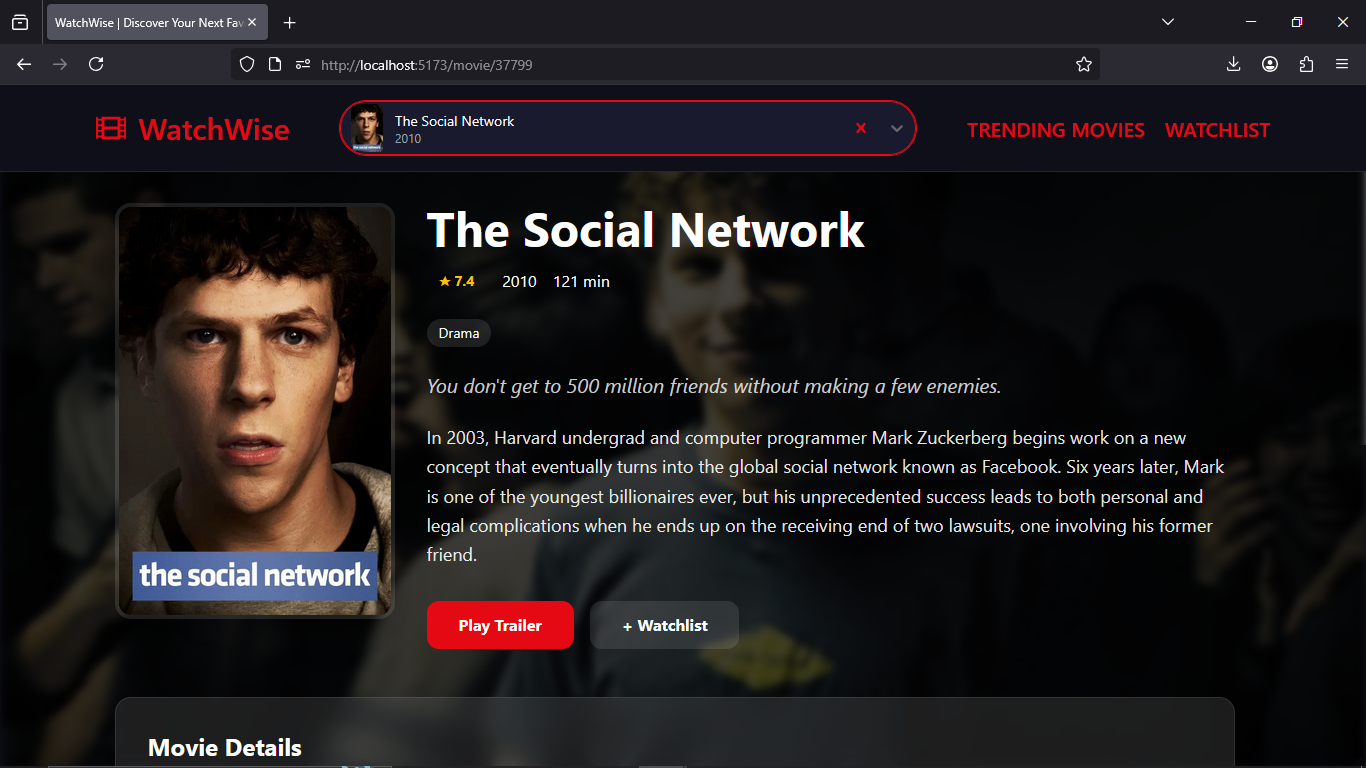 WatchWise | Discover Your Next Fav
http://localhost:5173/movie/37799
WatchWise
The Social Network
2010
TRENDING MOVIES
WATCHLIST
The Social Network
★ 7.4
2010
121 min
Drama
You don't get to 500 million friends without making a few enemies.
In 2003, Harvard undergrad and computer programmer Mark Zuckerberg begins work on a new
concept that eventually turns into the global social network known as Facebook. Six years later, Mark
is one of the youngest billionaires ever, but his unprecedented success leads to both personal and
legal complications when he ends up on the receiving end of two lawsuits, one involving his former
friend.
the social network
Play Trailer
+ Watchlist
Movie Details